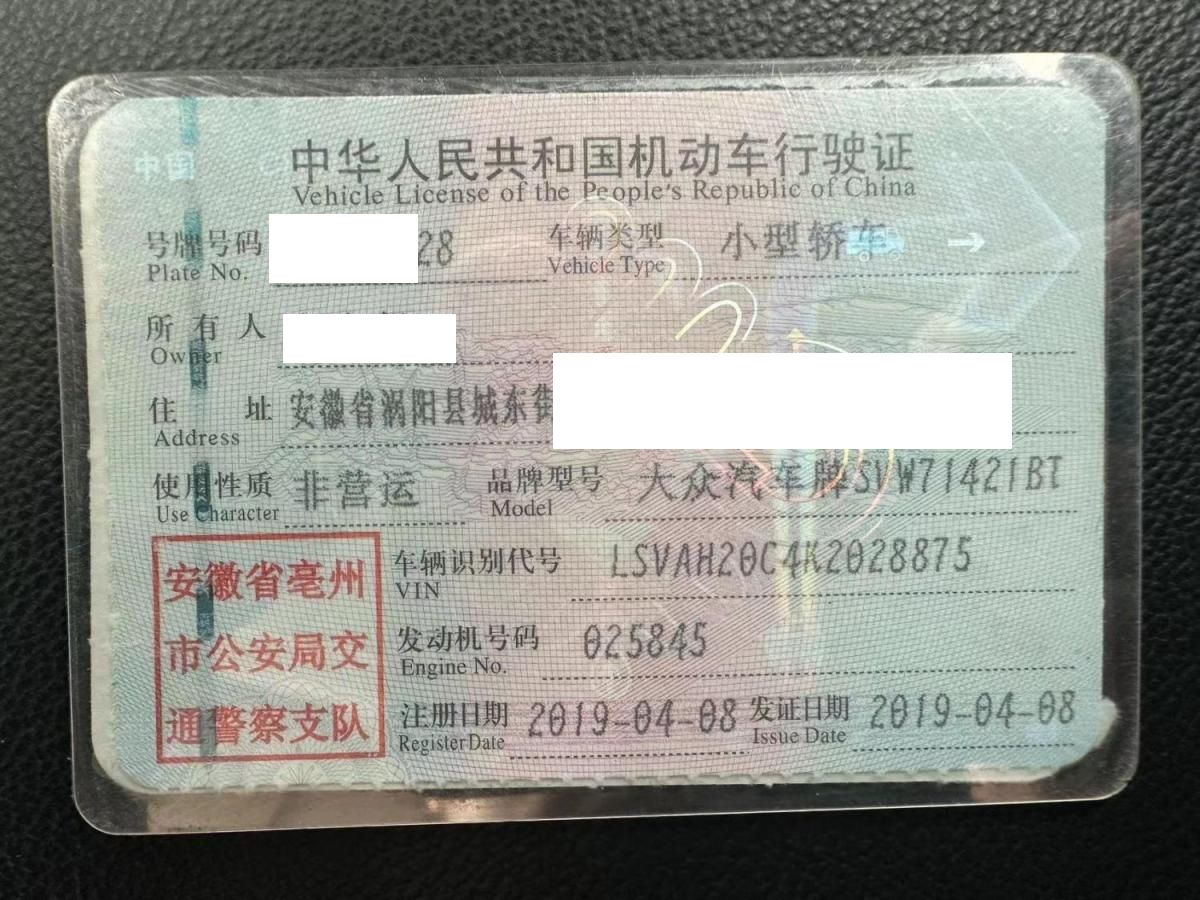 中国
中华人民共和国机动车行驶证
Vehicle License of the People's Republic of China
号牌号码 28 车辆类型 小型轿车
Plate No. Vehicle Type
所有人
Owner
住址 安徽省涡阳县城东街
Address
使用性质 非营运 品牌型号 大众汽车牌SVW71421BT
Use Character Model
车辆识别代号 LSVAH20C4K2028875
VIN
发动机号码 025845
Engine No.
注册日期 2019-04-08 发证日期 2019-04-08
Register Date Issue Date
安徽省亳州
市公安局交
通警察支队